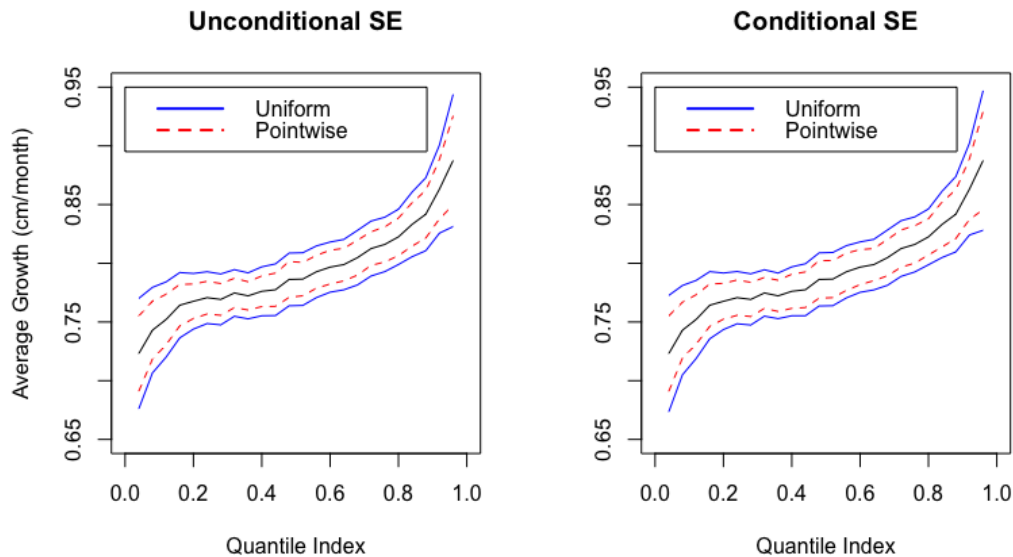 Unconditional SE
Average Growth (cm/month)
0.95
0.85
0.75
0.65
Uniform
Pointwise
0.0 0.2 0.4 0.6 0.8 1.0
Quantile Index
Conditional SE
0.95
0.85
0.75
0.65
Uniform
Pointwise
0.0 0.2 0.4 0.6 0.8 1.0
Quantile Index